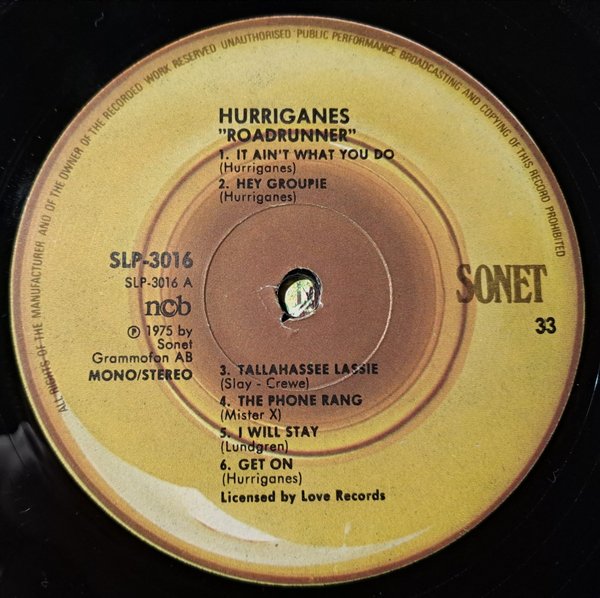 ALL RIGHTS OF THE MANUFACTURER AND OF THE OWNER OF THE RECORDED WORK RESERVED UNAUTHORISED PUBLIC PERFORMANCE BROADCASTING AND COPYING OF THIS RECORD PROHIBITED
HURRIGANES
"ROADRUNNER"
1. IT AIN'T WHAT YOU DO
(Hurriganes)
2. HEY GROUPIE
(Hurriganes)
SLP-3016
SLP-3016 A
ncb
℗ 1975 by
Sonet
Grammofon AB
MONO/STEREO
SONET
33
3. TALLAHASSEE LASSIE
(Slay - Crewe)
4. THE PHONE RANG
(Mister X)
5. I WILL STAY
(Lundgren)
6. GET ON
(Hurriganes)
Licensed by Love Records